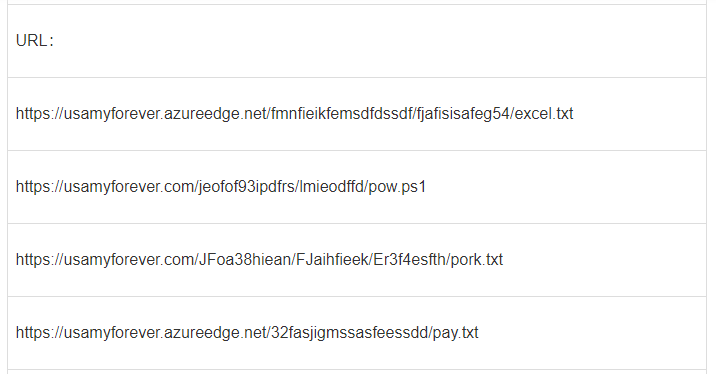 URL：
https://usamyforever.azureedge.net/fmnfieikfemsdfdssdf/fjafisisafeg54/excel.txt
https://usamyforever.com/jeofof93ipdfrs/lmieodffd/pow.ps1
https://usamyforever.com/JFoa38hiean/FJaihfieek/Er3f4esfth/pork.txt
https://usamyforever.azureedge.net/32fasjigmssasfeessdd/pay.txt